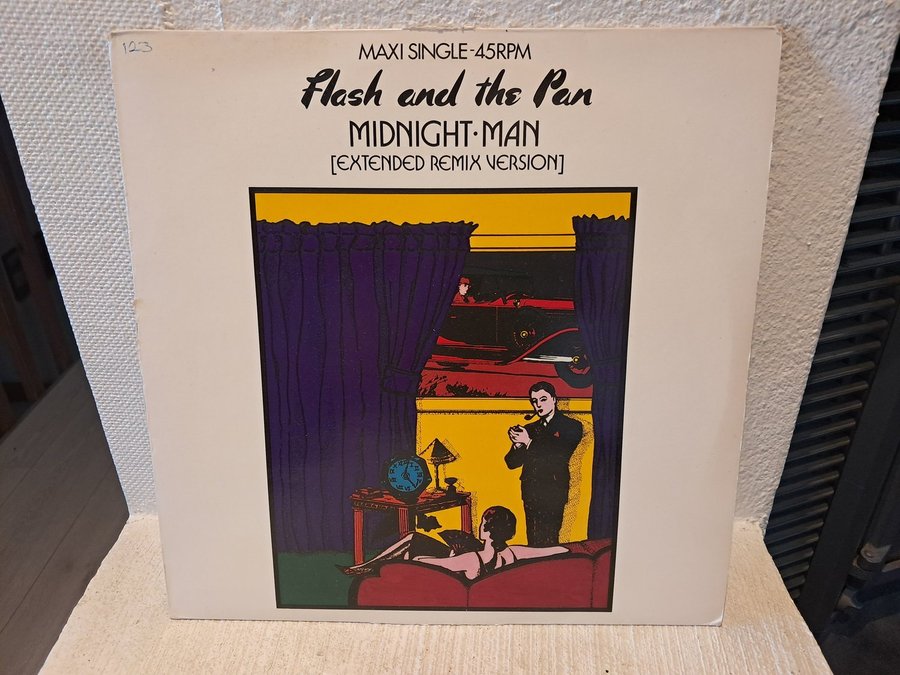 123
MAXI SINGLE-45RPM
Flash and the Pan
MIDNIGHT·MAN
[EXTENDED REMIX VERSION]